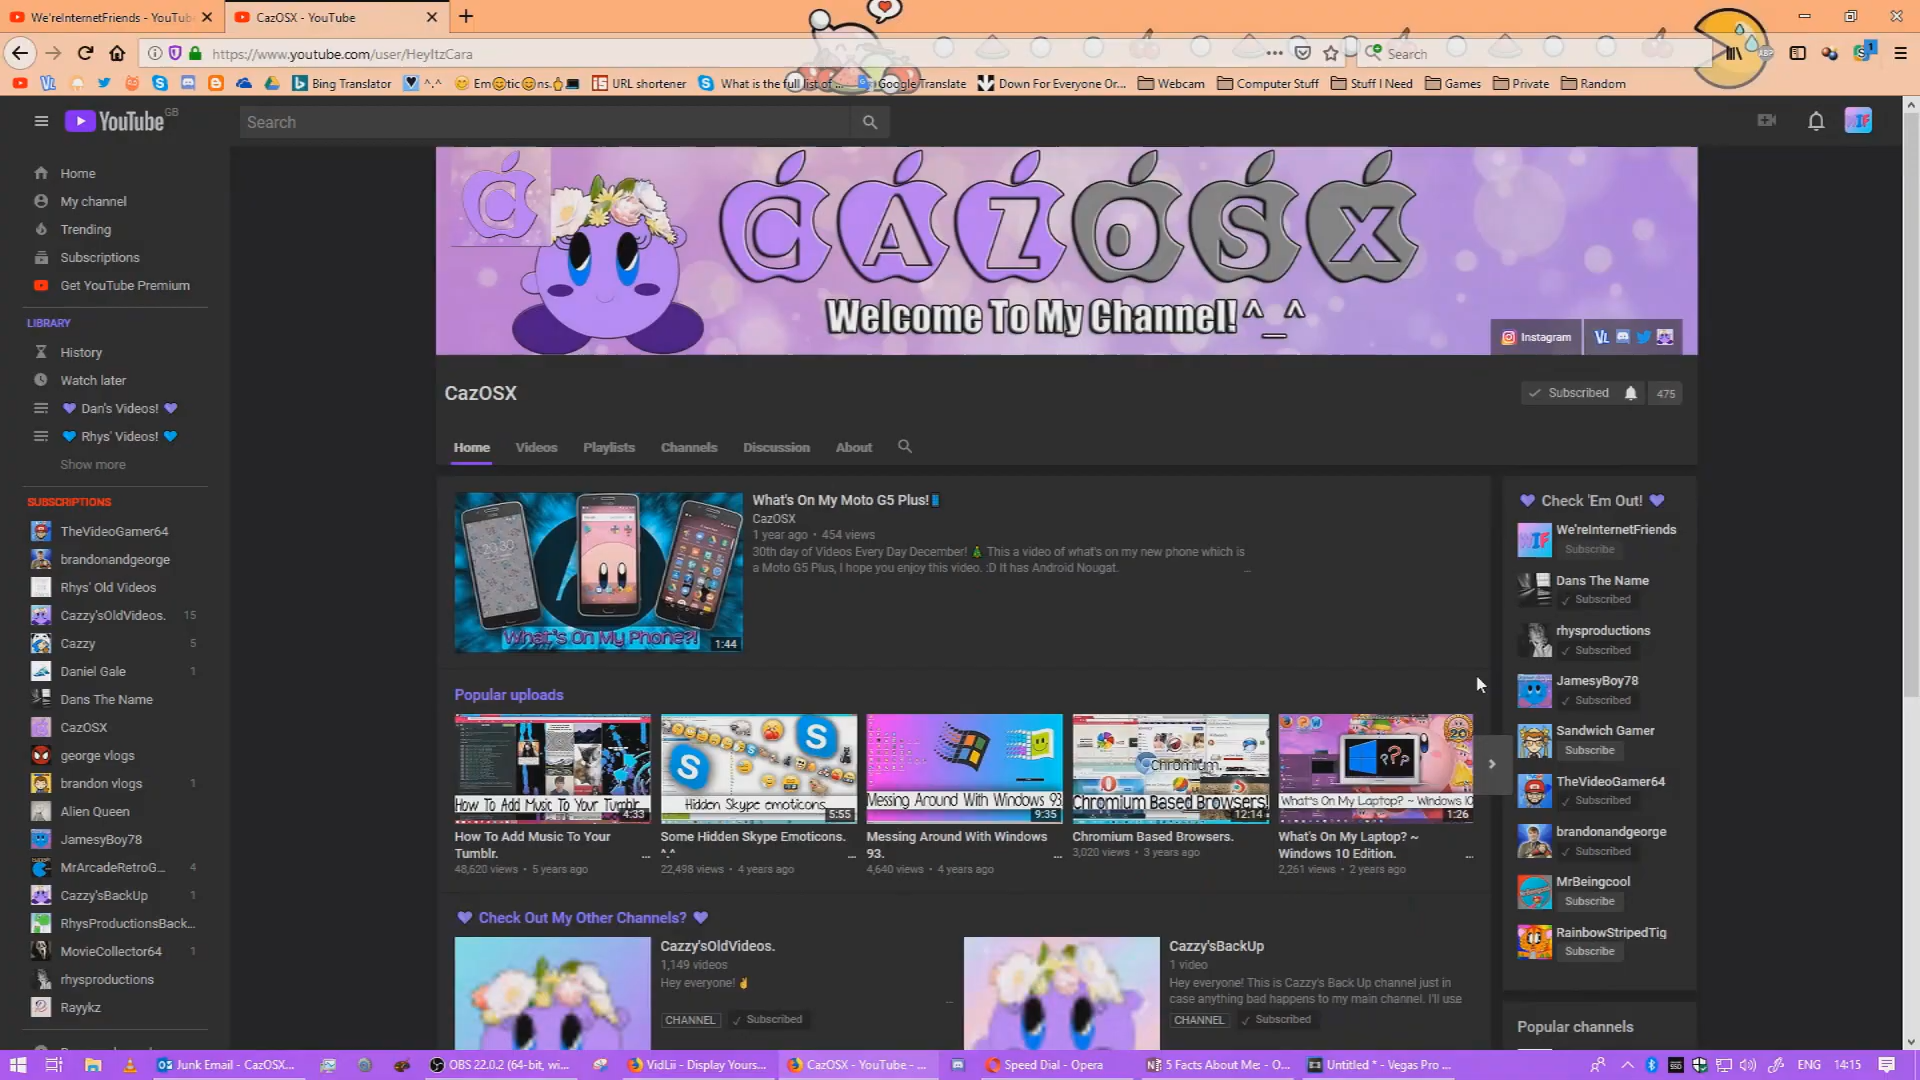 We'reInternetFriends - YouTub
CazOSX - YouTube
https://www.youtube.com/user/HeyItzCara
Search
Bing Translator
^.^
Em
tic
ns.
URL shortener
What is the full list of ...
Google Translate
Down For Everyone Or...
Webcam
Computer Stuff
Stuff I Need
Games
Private
Random
YouTube GB
Search
WIF
Home
My channel
Trending
Subscriptions
Get YouTube Premium
LIBRARY
History
Watch later
💜 Dan's Videos! 💜
💙 Rhys' Videos! 💙
Show more
SUBSCRIPTIONS
TheVideoGamer64
brandonandgeorge
Rhys' Old Videos
Cazzy'sOldVideos. 15
Cazzy 5
Daniel Gale 1
Dans The Name
CazOSX
george vlogs
brandon vlogs 1
Alien Queen
JamesyBoy78
MrArcadeRetroG... 4
Cazzy'sBackUp 1
RhysProductionsBack...
MovieCollector64 1
rhysproductions
Rayykz
C
CAZOSX
Welcome To My Channel! ^_^
Instagram
VL
CazOSX
Subscribed 475
Home Videos Playlists Channels Discussion About
What's On My Phone?!
1:44
What's On My Moto G5 Plus!
CazOSX
1 year ago • 454 views
30th day of Videos Every Day December! 🎄 This a video of what's on my new phone which is
a Moto G5 Plus, I hope you enjoy this video. :D It has Android Nougat.
Popular uploads
How To Add Music To Your Tumblr
4:33
How To Add Music To Your
Tumblr.
48,620 views • 5 years ago
Hidden Skype emoticons.
5:55
Some Hidden Skype Emoticons.
^.^
22,498 views • 4 years ago
Messing Around With Windows 93
9:35
Messing Around With Windows
93.
4,640 views • 4 years ago
Chromium.
Chromium Based Browsers!
12:14
Chromium Based Browsers.
3,020 views • 3 years ago
???
What's On My Laptop? ~ Windows 10
1:26
What's On My Laptop? ~
Windows 10 Edition.
2,261 views • 2 years ago
💜 Check Out My Other Channels? 💜
Cazzy'sOldVideos.
1,149 videos
Hey everyone! ✌
CHANNEL ✓ Subscribed
Cazzy'sBackUp
1 video
Hey everyone! This is Cazzy's Back Up channel just in
case anything bad happens to my main channel. I'll use
CHANNEL ✓ Subscribed
💜 Check 'Em Out! 💜
WIF
We'reInternetFriends
Subscribe
Dans The Name
✓ Subscribed
rhysproductions
✓ Subscribed
JamesyBoy78
✓ Subscribed
Sandwich Gamer
Subscribe
TheVideoGamer64
✓ Subscribed
brandonandgeorge
✓ Subscribed
MrBeingcool
Subscribe
RainbowStripedTig
Subscribe
Popular channels
Junk Email - CazOSX...
OBS 22.0.2 (64-bit, wi...
VidLii - Display Yours...
CazOSX - YouTube - ...
Speed Dial - Opera
5 Facts About Me: - O...
Untitled * - Vegas Pro ...
ENG 14:15